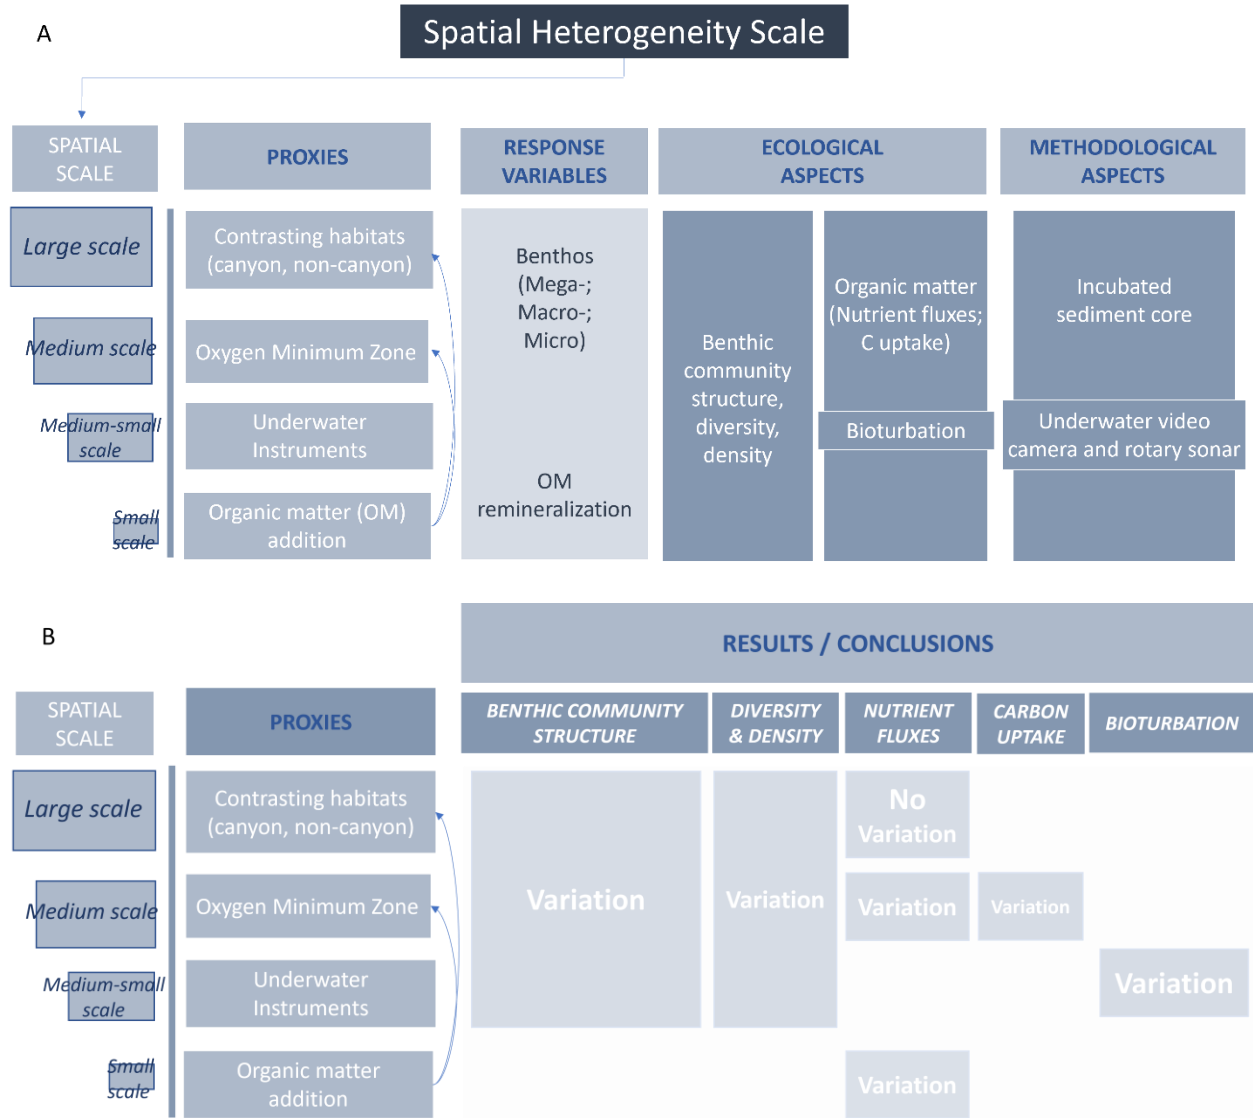 A
Spatial Heterogeneity Scale
SPATIAL
SCALE
PROXIES
RESPONSE
VARIABLES
ECOLOGICAL
ASPECTS
METHODOLOGICAL
ASPECTS
Large scale
Medium scale
Medium-small
scale
Small
scale
Contrasting habitats
(canyon, non-canyon)
Oxygen Minimum Zone
Underwater
Instruments
Organic matter (OM)
addition
Benthos
(Mega-;
Macro-;
Micro)
OM
remineralization
Benthic
community
structure,
diversity,
density
Organic matter
(Nutrient fluxes;
C uptake)
Bioturbation
Incubated
sediment core
Underwater video
camera and rotary sonar
B
RESULTS / CONCLUSIONS
SPATIAL
SCALE
PROXIES
BENTHIC COMMUNITY
STRUCTURE
DIVERSITY
& DENSITY
NUTRIENT
FLUXES
CARBON
UPTAKE
BIOTURBATION
Large scale
Medium scale
Medium-small
scale
Small
scale
Contrasting habitats
(canyon, non-canyon)
Oxygen Minimum Zone
Underwater
Instruments
Organic matter
addition
Variation
Variation
No
Variation
Variation
Variation
Variation
Variation